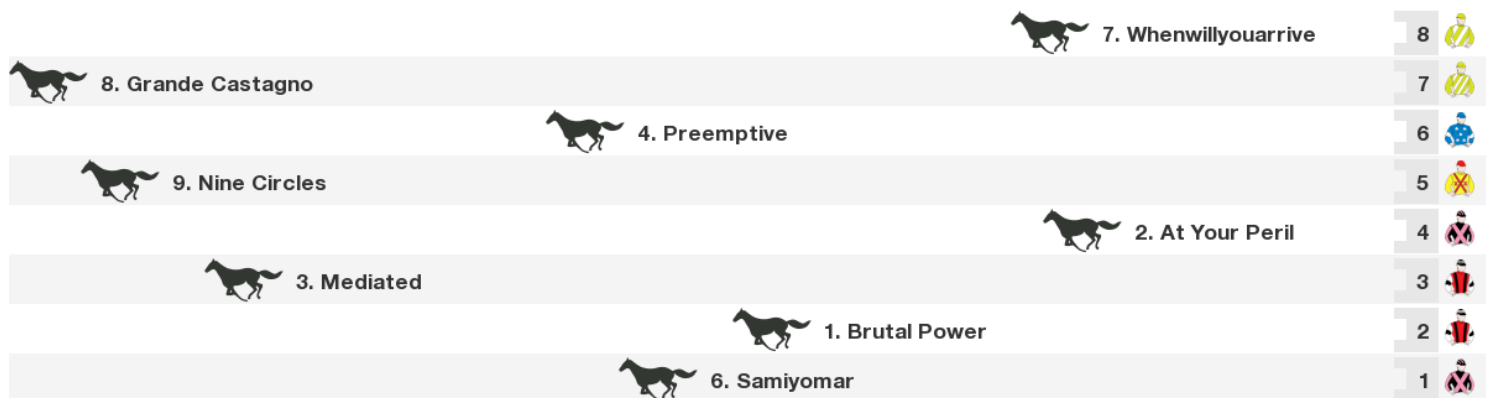 7. Whenwillyouarrive 8
8. Grande Castagno 7
4. Preemptive 6
9. Nine Circles 5
2. At Your Peril 4
3. Mediated 3
1. Brutal Power 2
6. Samiyomar 1